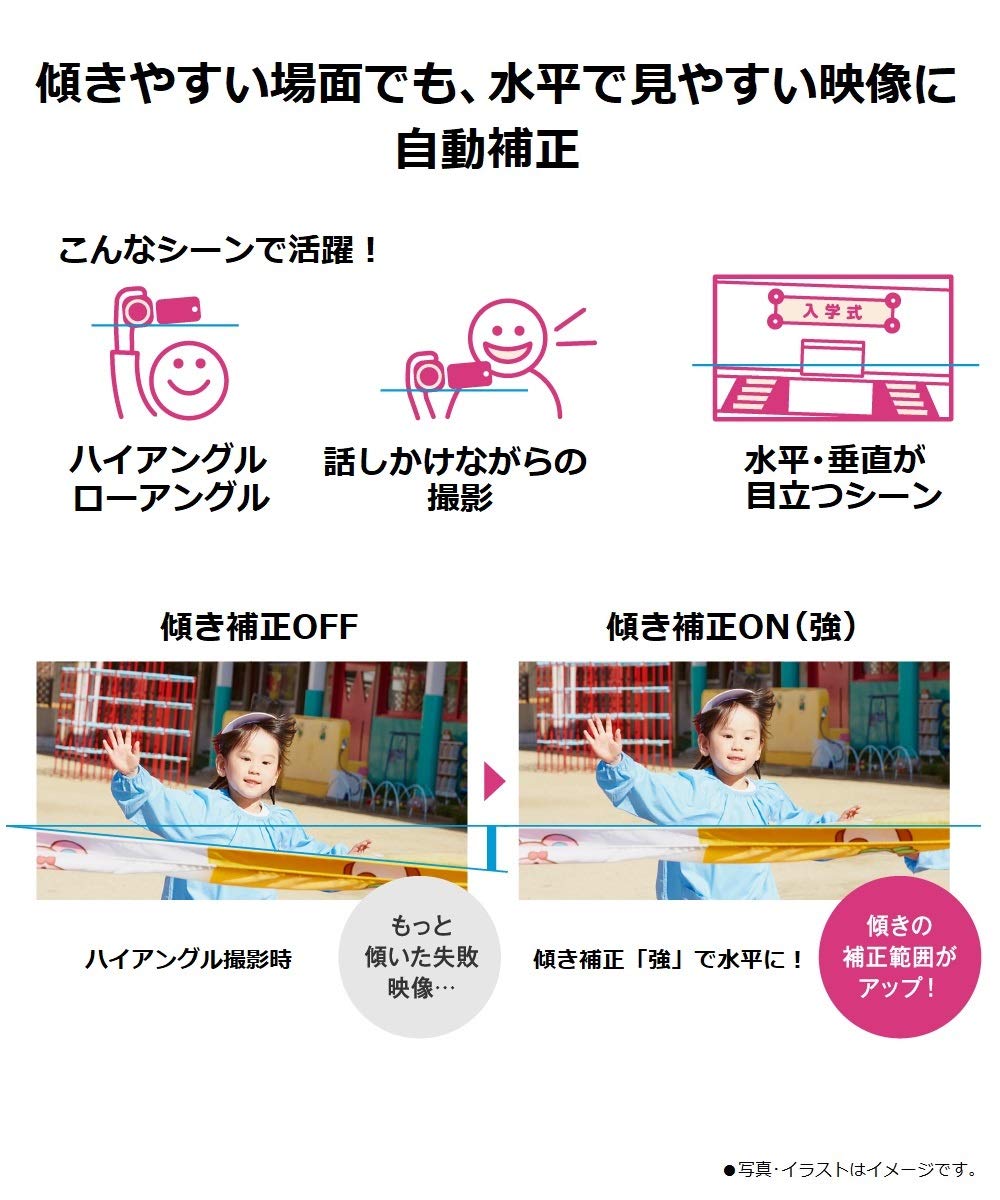 傾きやすい場面でも、水平で見やすい映像に
自動補正
こんなシーンで活躍！
入学式
ハイアングル
ローアングル
話しかけながらの
撮影
水平・垂直が
目立つシーン
傾き補正OFF
傾き補正ON（強）
ハイアングル撮影時
もっと
傾いた失敗
映像…
傾き補正「強」で水平に！
傾きの
補正範囲が
アップ！
●写真・イラストはイメージです。